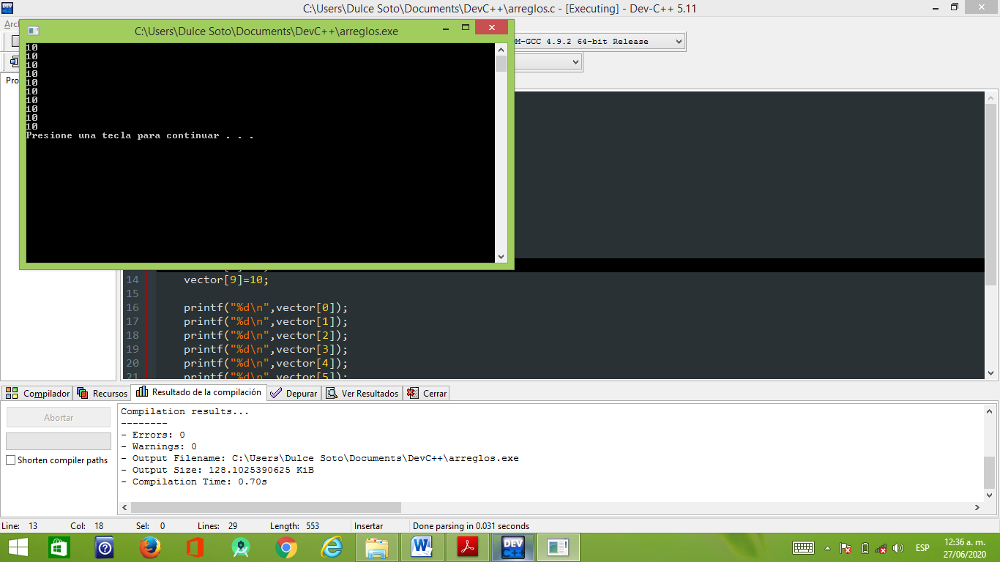 C:\Users\Dulce Soto\Documents\DevC++\arreglos.c - [Executing] - Dev-C++ 5.11
C:\Users\Dulce Soto\Documents\DevC++\arreglos.exe
M-GCC 4.9.2 64-bit Release
10
10
10
10
10
10
10
10
10
10
Presione una tecla para continuar . . .
14 vector[9]=10;
15
16 printf("%d\n",vector[0]);
17 printf("%d\n",vector[1]);
18 printf("%d\n",vector[2]);
19 printf("%d\n",vector[3]);
20 printf("%d\n",vector[4]);
21 printf("%d\n",vector[5]);
Compilador Recursos Resultado de la compilación Depurar Ver Resultados Cerrar
Abortar
Shorten compiler paths
Compilation results...
--------
- Errors: 0
- Warnings: 0
- Output Filename: C:\Users\Dulce Soto\Documents\DevC++\arreglos.exe
- Output Size: 128.1025390625 KiB
- Compilation Time: 0.70s
Line: 13 Col: 18 Sel: 0 Lines: 29 Length: 553 Insertar Done parsing in 0.031 seconds
DEV C++
ESP
12:36 a. m.
27/06/2020